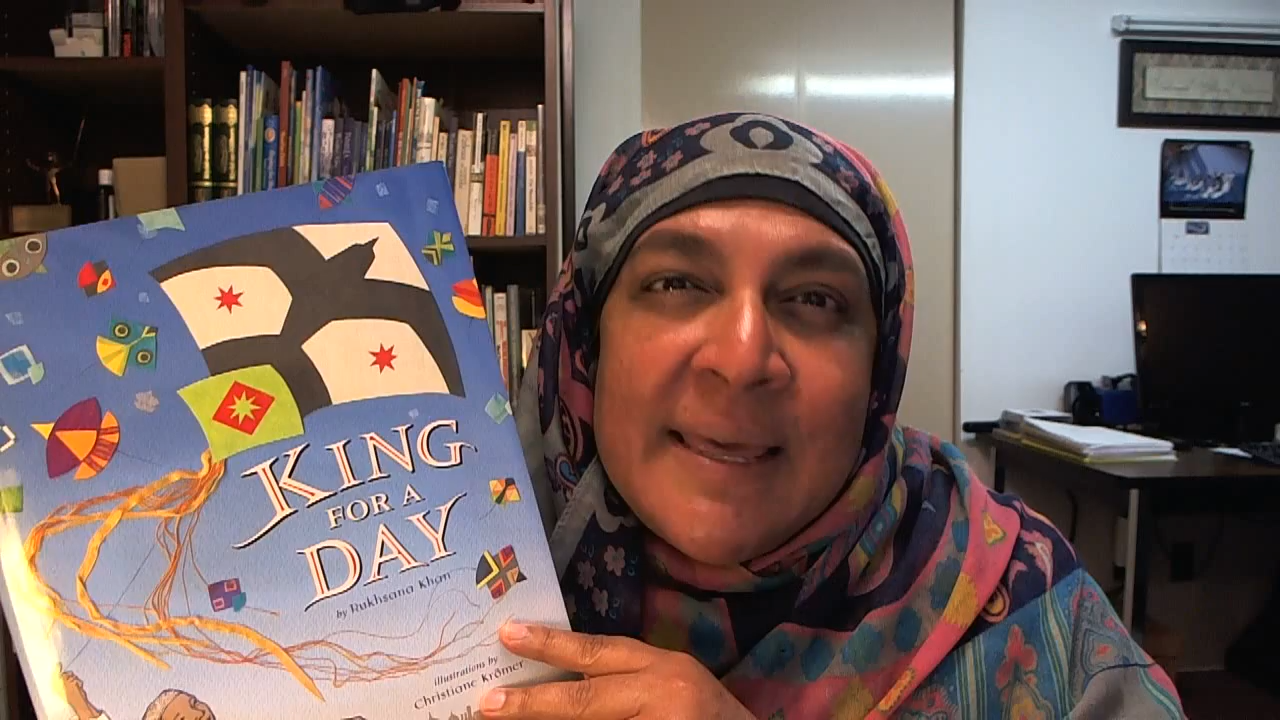 KING
FOR A
DAY
by Rukhsana Khan
illustrations by
Christiane Krömer